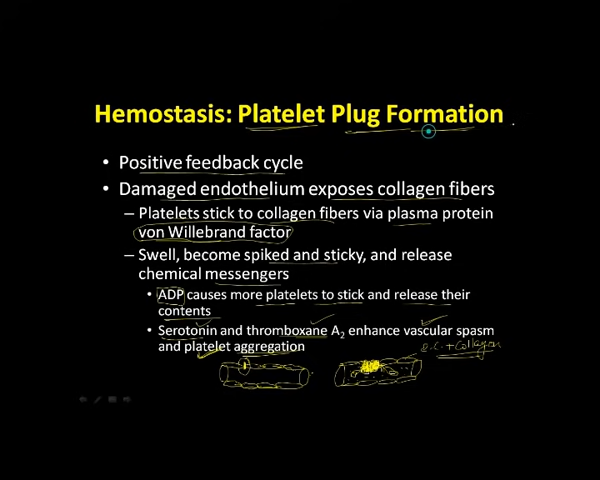 Hemostasis: Platelet Plug Formation
• Positive feedback cycle
• Damaged endothelium exposes collagen fibers
– Platelets stick to collagen fibers via plasma protein
von Willebrand factor
– Swell, become spiked and sticky, and release
chemical messengers
• ADP causes more platelets to stick and release their
contents
• Serotonin and thromboxane A2 enhance vascular spasm
and platelet aggregation
+ Collagen